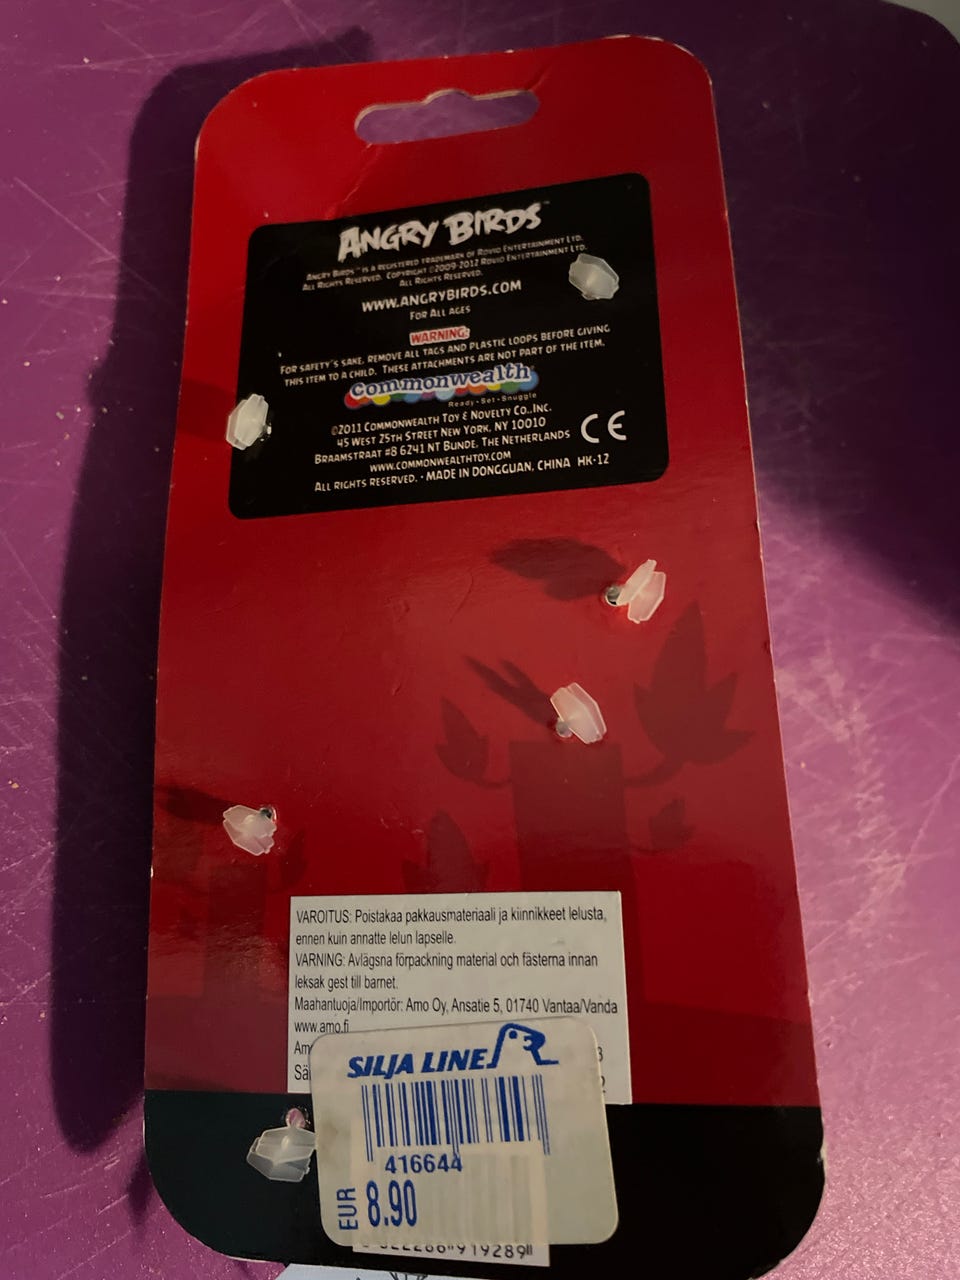 ANGRY BIRDS™
ANGRY BIRDS™ IS A REGISTERED TRADEMARK OF ROVIO ENTERTAINMENT LTD.
ALL RIGHTS RESERVED. COPYRIGHT ©2009-2012 ROVIO ENTERTAINMENT LTD.
ALL RIGHTS RESERVED.
WWW.ANGRYBIRDS.COM
FOR ALL AGES
WARNING:
FOR SAFETY'S SAKE, REMOVE ALL TAGS AND PLASTIC LOOPS BEFORE GIVING
THIS ITEM TO A CHILD. THESE ATTACHMENTS ARE NOT PART OF THE ITEM.
commonwealth
Ready·Set·Snuggle
©2011 COMMONWEALTH TOY & NOVELTY CO.,INC.
45 WEST 25TH STREET NEW YORK, NY 10010
BRAAMSTRAAT #8 6241 NT BUNDE, THE NETHERLANDS
CE
WWW.COMMONWEALTHTOY.COM
ALL RIGHTS RESERVED. · MADE IN DONGGUAN, CHINA HK-12
VAROITUS: Poistakaa pakkausmateriaali ja kiinnikkeet lelusta,
ennen kuin annatte lelun lapselle.
VARNING: Avlägsna förpackning material och fästerna innan
leksak gest till barnet.
Maahantuoja/Importör: Amo Oy, Ansatie 5, 01740 Vantaa/Vanda
www.amo.fi
SILJA LINE
416644
EUR 8.90
919289